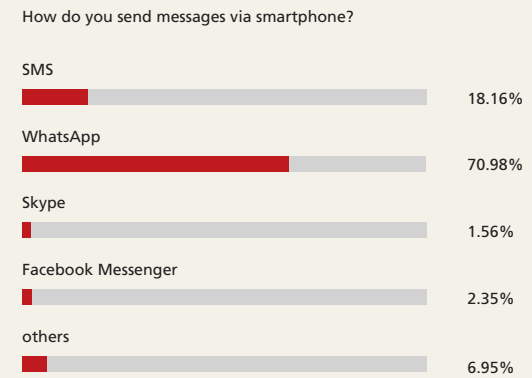 How do you send messages via smartphone?
SMS
18.16%
WhatsApp
70.98%
Skype
1.56%
Facebook Messenger
2.35%
others
6.95%